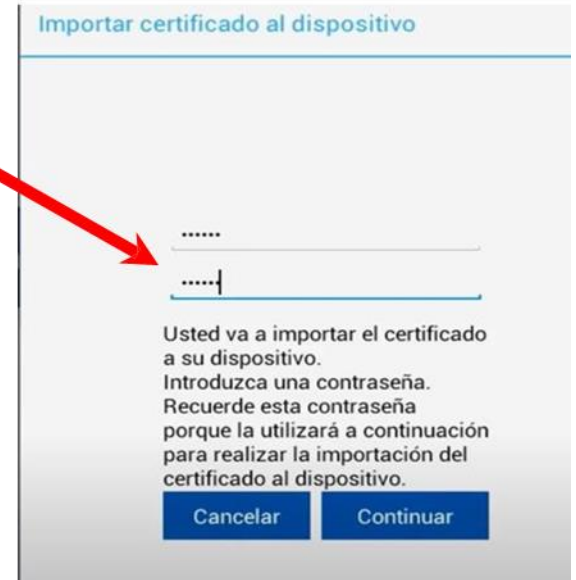 Importar certificado al dispositivo
••••••
••••••
Usted va a importar el certificado
a su dispositivo.
Introduzca una contraseña.
Recuerde esta contraseña
porque la utilizará a continuación
para realizar la importación del
certificado al dispositivo.
Cancelar
Continuar